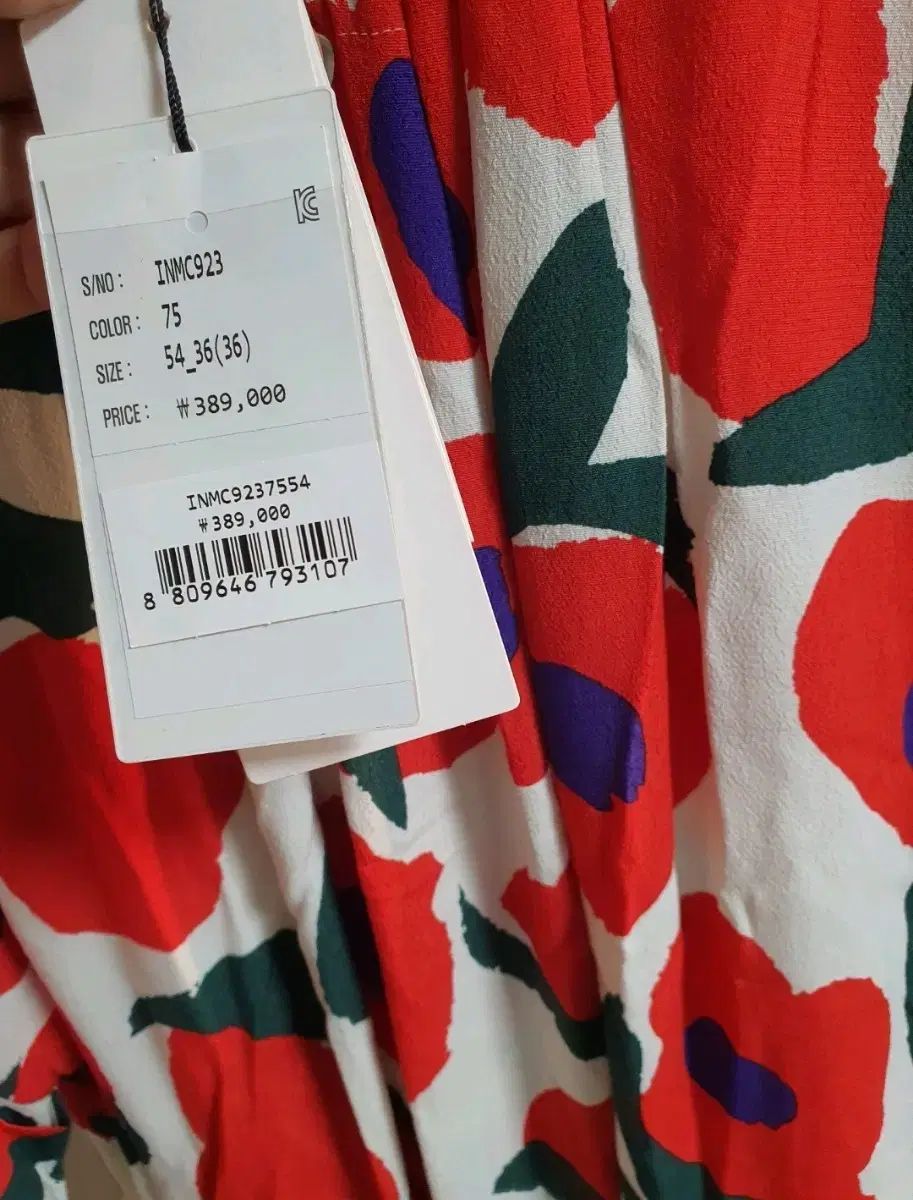 KC
S/NO : INMC923
COLOR : 75
SIZE : 54_36(36)
PRICE : ₩389,000
INMC9237554
₩389,000
8 809646 793107